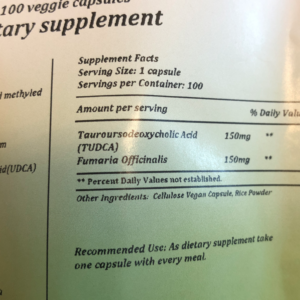 100 veggie capsules
tary supplement
Supplement Facts
Serving Size: 1 capsule
Servings per Container: 100
methyled
Amount per serving
% Daily Valu
Tauroursodeoxycholic Acid 150mg **
(TUDCA)
Fumaria Officinalis 150mg **
id(UDCA)
** Percent Daily Values not established.
Other Ingredients: Cellulose Vegan Capsule, Rice Powder
Recommended Use: As dietary supplement take
one capsule with every meal.